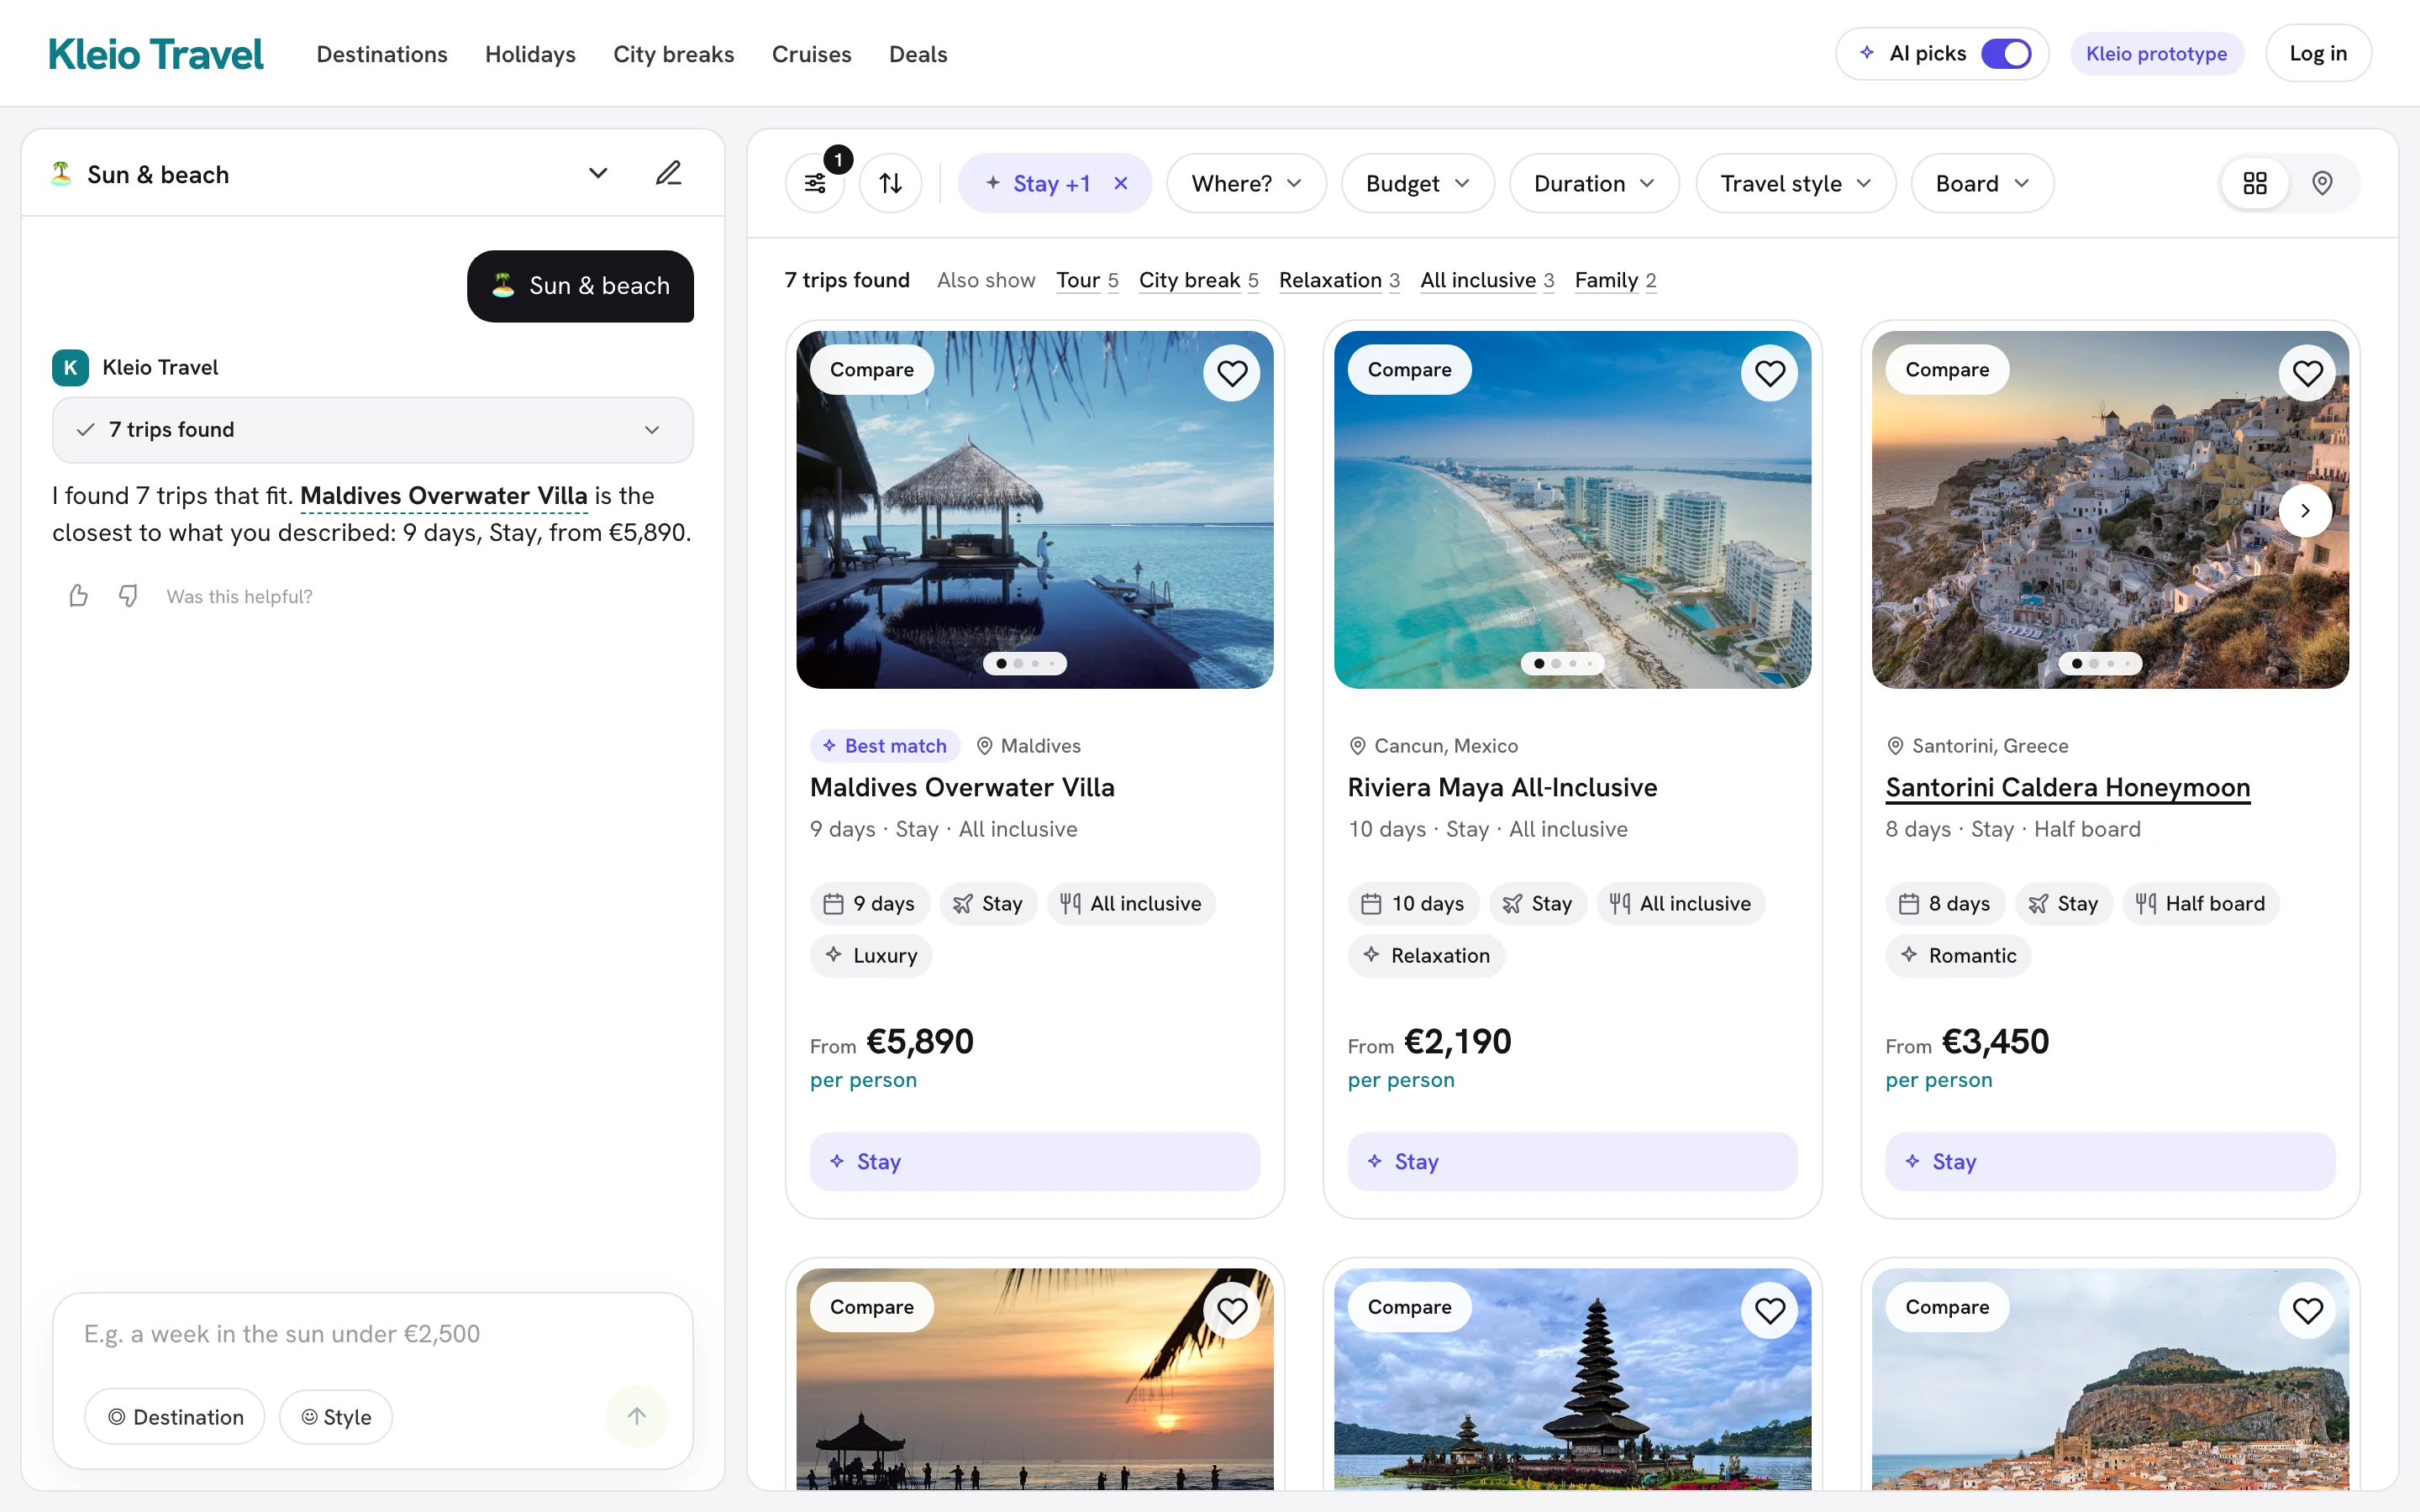 Kleio Travel
Destinations
Holidays
City breaks
Cruises
Deals
AI picks
Kleio prototype
Log in
Sun & beach
Sun & beach
K
Kleio Travel
7 trips found
I found 7 trips that fit. Maldives Overwater Villa is the
closest to what you described: 9 days, Stay, from €5,890.
Was this helpful?
E.g. a week in the sun under €2,500
Destination
Style
1
Stay +1
Where?
Budget
Duration
Travel style
Board
7 trips found Also show Tour 5 City break 5 Relaxation 3 All inclusive 3 Family 2
Compare
Best match
Maldives
Maldives Overwater Villa
9 days · Stay · All inclusive
9 days
Stay
All inclusive
Luxury
From €5,890
per person
Stay
Compare
Cancun, Mexico
Riviera Maya All-Inclusive
10 days · Stay · All inclusive
10 days
Stay
All inclusive
Relaxation
From €2,190
per person
Stay
Compare
Santorini, Greece
Santorini Caldera Honeymoon
8 days · Stay · Half board
8 days
Stay
Half board
Romantic
From €3,450
per person
Stay
Compare
Compare
Compare